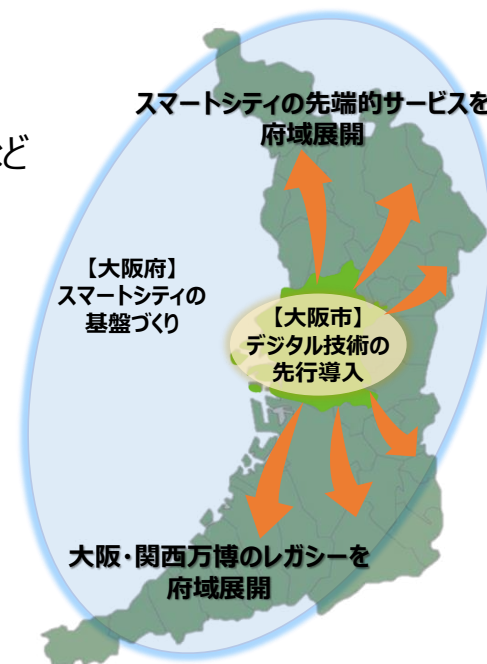 スマートシティの先端的サービスを
府域展開
ど
【大阪府】
スマートシティの
基盤づくり
【大阪市】
デジタル技術の
先行導入
大阪・関西万博のレガシーを
府域展開